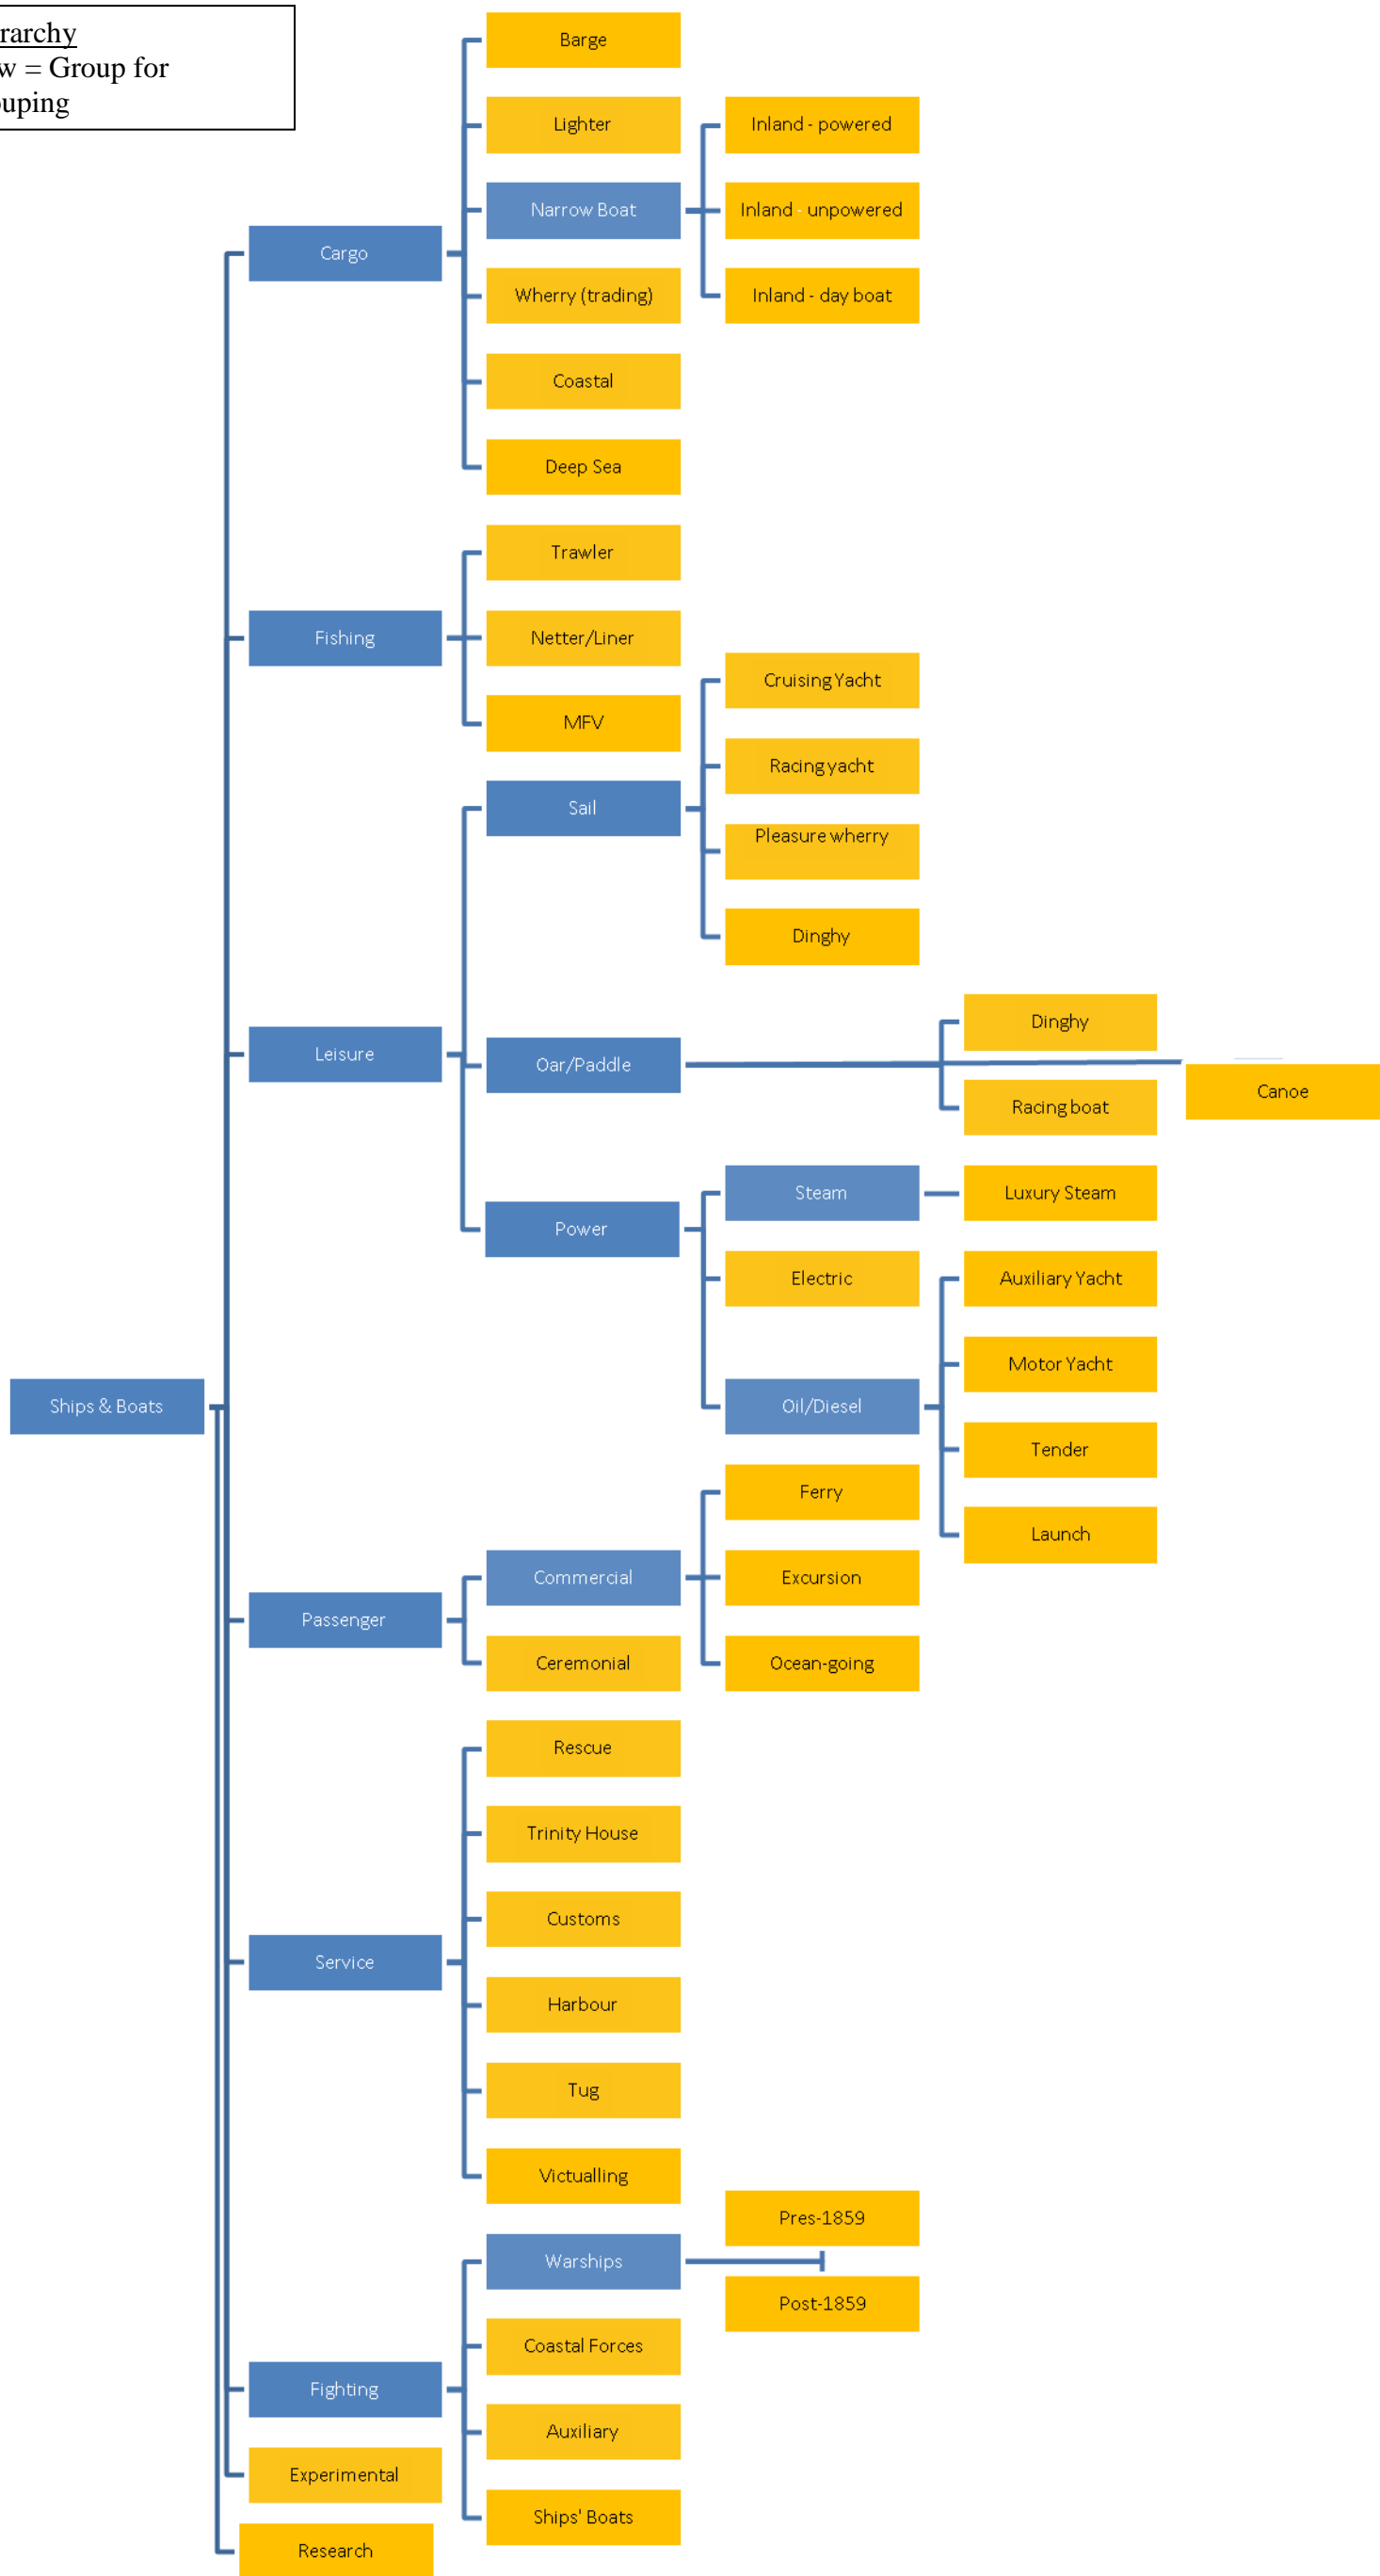 rarchy
w = Group for
ouping
Barge
Lighter
Inland - powered
Narrow Boat
Inland - unpowered
Cargo
Wherry (trading)
Inland - day boat
Coastal
Deep Sea
Trawler
Fishing
Netter/Liner
Cruising Yacht
MFV
Racing yacht
Sail
Pleasure wherry
Dinghy
Dinghy
Leisure
Oar/Paddle
Canoe
Racing boat
Steam
Luxury Steam
Power
Electric
Auxiliary Yacht
Motor Yacht
Ships & Boats
Oil/Diesel
Tender
Ferry
Launch
Commercial
Excursion
Passenger
Ceremonial
Ocean-going
Rescue
Trinity House
Customs
Service
Harbour
Tug
Victualling
Pres-1859
Warships
Post-1859
Coastal Forces
Fighting
Auxiliary
Experimental
Ships' Boats
Research